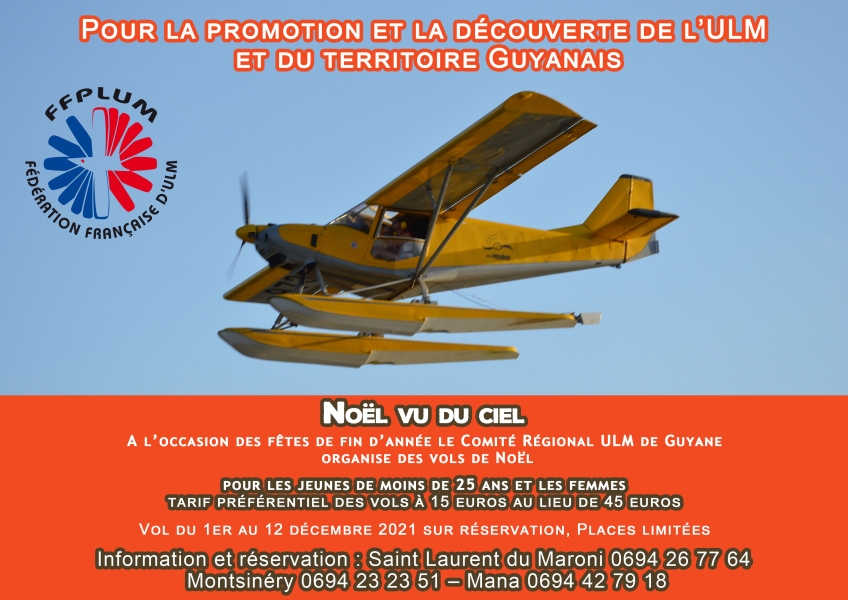 Pour la promotion et la découverte de l'ULM
et du territoire Guyanais
FFPLUM
FÉDÉRATION FRANÇAISE D'ULM
Noël vu du ciel
A l'occasion des fêtes de fin d'année le Comité Régional ULM de Guyane
organise des vols de Noël
pour les jeunes de moins de 25 ans et les femmes
tarif préférentiel des vols à 15 euros au lieu de 45 euros
Vol du 1er au 12 décembre 2021 sur réservation, Places limitées
Information et réservation : Saint Laurent du Maroni 0694 26 77 64
Montsinéry 0694 23 23 51 – Mana 0694 42 79 18